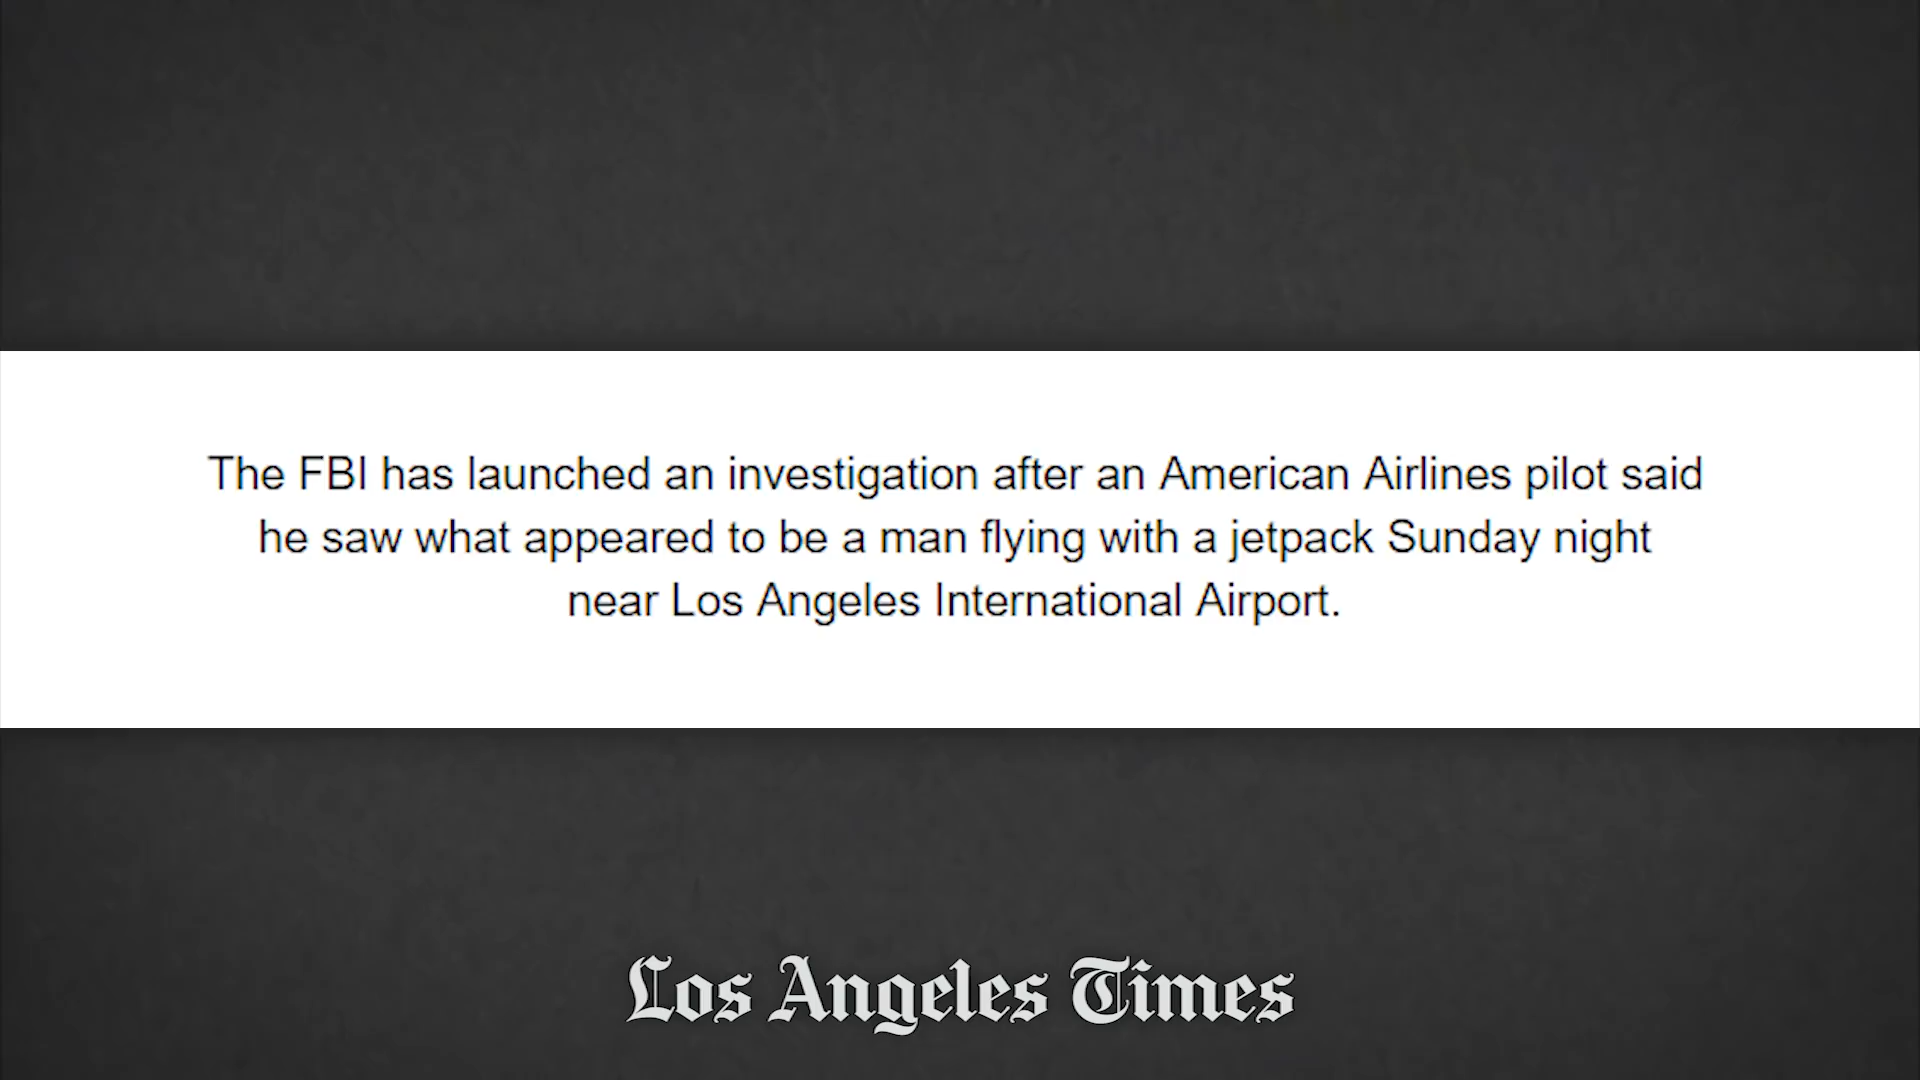 The FBI has launched an investigation after an American Airlines pilot said
he saw what appeared to be a man flying with a jetpack Sunday night
near Los Angeles International Airport.
Los Angeles Times